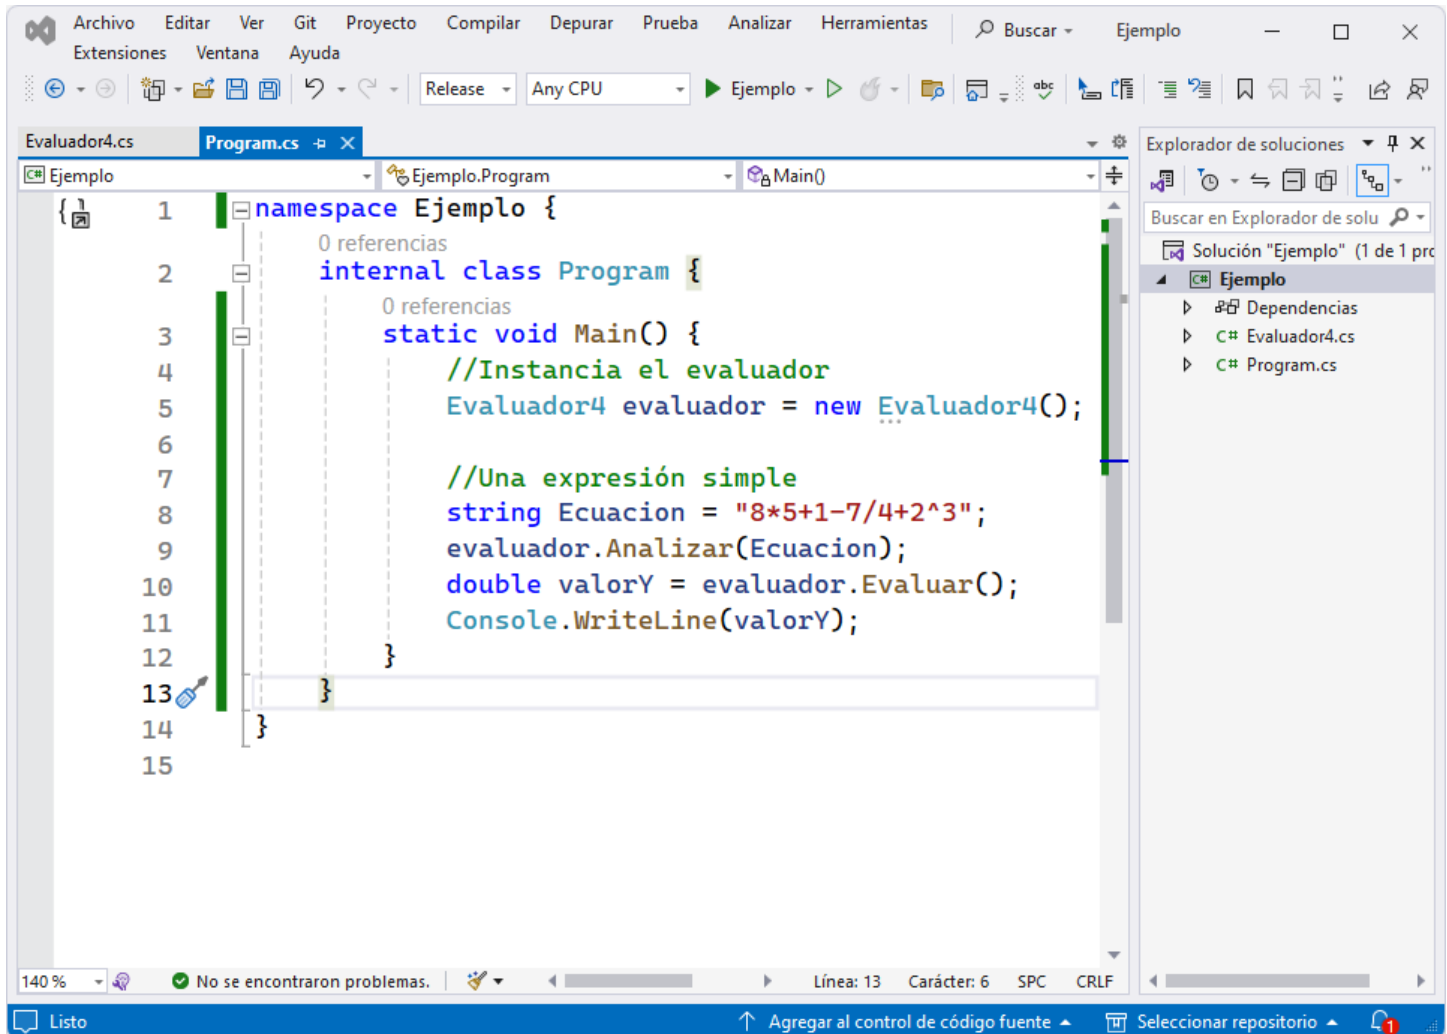 Archivo Editar Ver Git Proyecto Compilar Depurar Prueba Analizar Herramientas Buscar Ejemplo
Extensiones Ventana Ayuda
Release Any CPU Ejemplo abc
Evaluador4.cs Program.cs
Explorador de soluciones
C# Ejemplo Ejemplo.Program Main()
Buscar en Explorador de solu
1 namespace Ejemplo {
0 referencias
2 internal class Program {
0 referencias
3 static void Main() {
4 //Instancia el evaluador
5 Evaluador4 evaluador = new Evaluador4();
6
7 //Una expresión simple
8 string Ecuacion = "8*5+1-7/4+2^3";
9 evaluador.Analizar(Ecuacion);
10 double valorY = evaluador.Evaluar();
11 Console.WriteLine(valorY);
12 }
13 }
14 }
15
Solución "Ejemplo" (1 de 1 pro
C# Ejemplo
Dependencias
C# Evaluador4.cs
C# Program.cs
140 % No se encontraron problemas. Línea: 13 Carácter: 6 SPC CRLF
Listo Agregar al control de código fuente Seleccionar repositorio 1